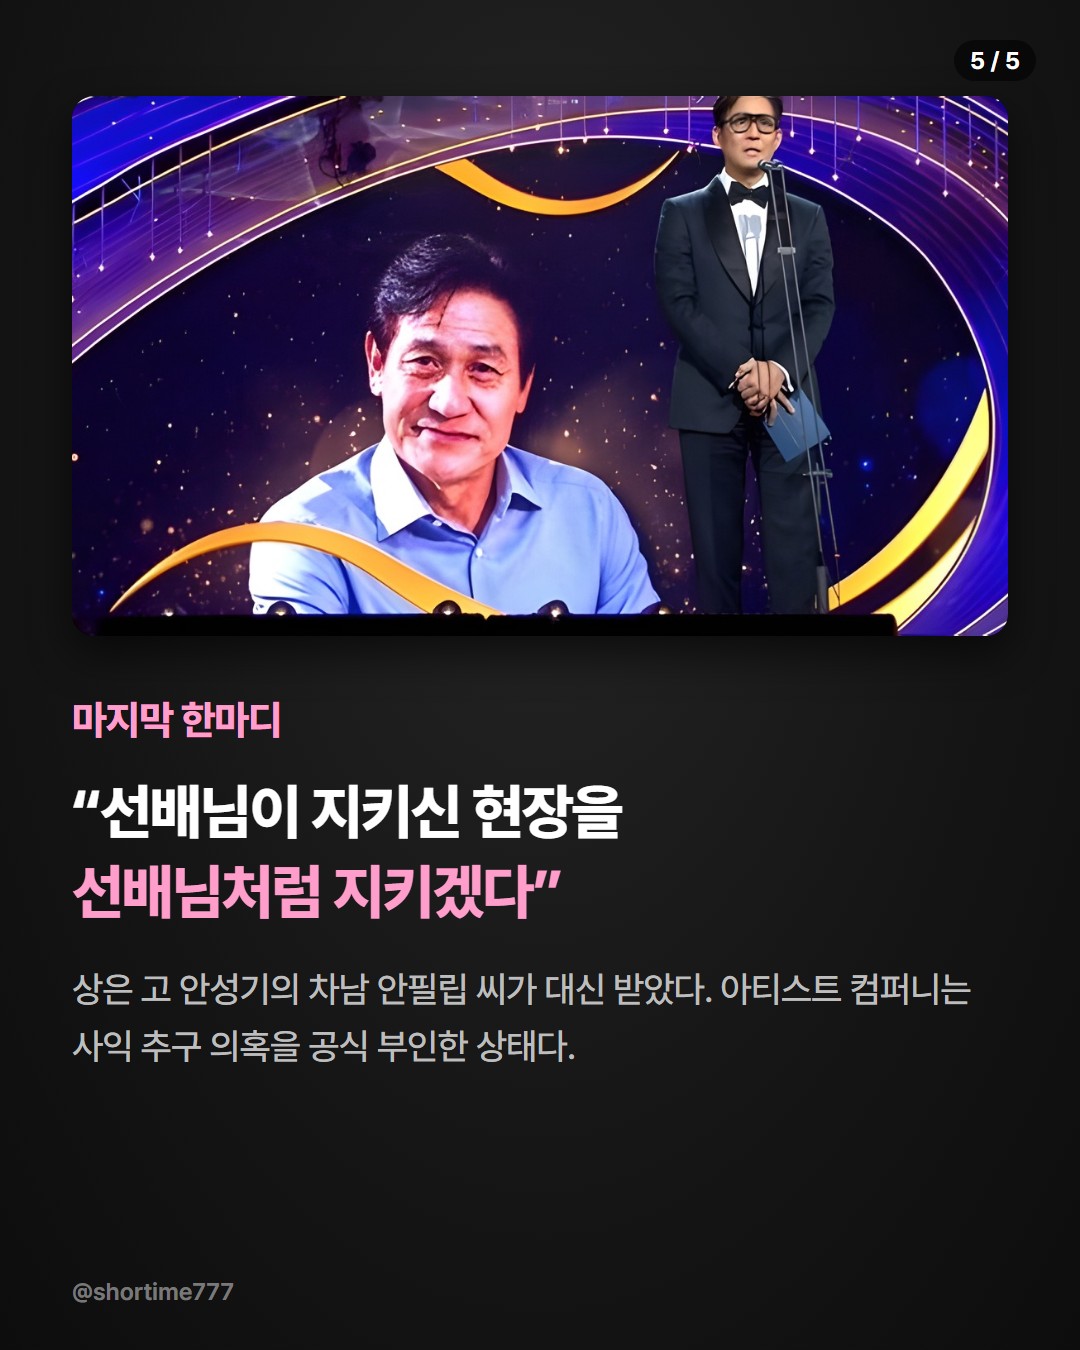 5 / 5
마지막 한마디
“선배님이 지키신 현장을
선배님처럼 지키겠다”
상은 고 안성기의 차남 안필립 씨가 대신 받았다. 아티스트 컴퍼니는
사익 추구 의혹을 공식 부인한 상태다.
@shortime777